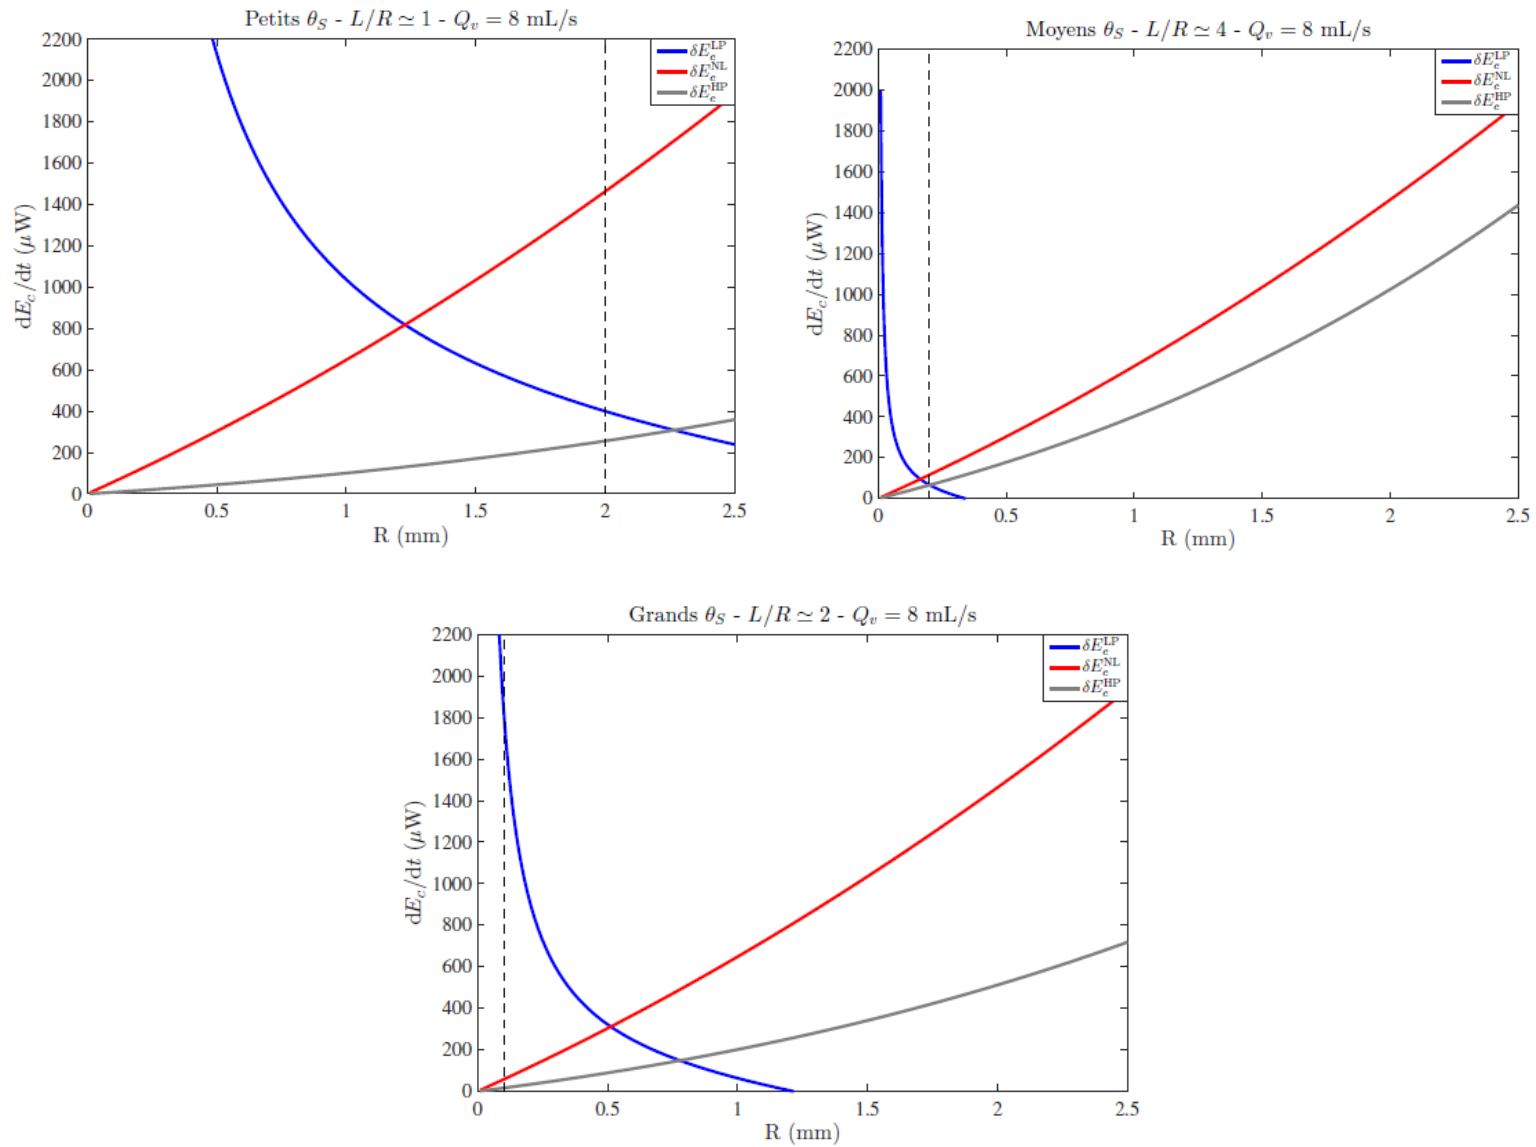 Petits θ_S - L/R ≃ 1 - Q_v = 8 mL/s
2200
2000
1800
1600
1400
1200
1000
800
600
400
200
0
dE_c/dt (μW)
δE_c^LP
δE_c^NL
δE_c^HP
0 0.5 1 1.5 2 2.5
R (mm)
Moyens θ_S - L/R ≃ 4 - Q_v = 8 mL/s
2200
2000
1800
1600
1400
1200
1000
800
600
400
200
0
dE_c/dt (μW)
δE_c^LP
δE_c^NL
δE_c^HP
0 0.5 1 1.5 2 2.5
R (mm)
Grands θ_S - L/R ≃ 2 - Q_v = 8 mL/s
2200
2000
1800
1600
1400
1200
1000
800
600
400
200
0
dE_c/dt (μW)
δE_c^LP
δE_c^NL
δE_c^HP
0 0.5 1 1.5 2 2.5
R (mm)